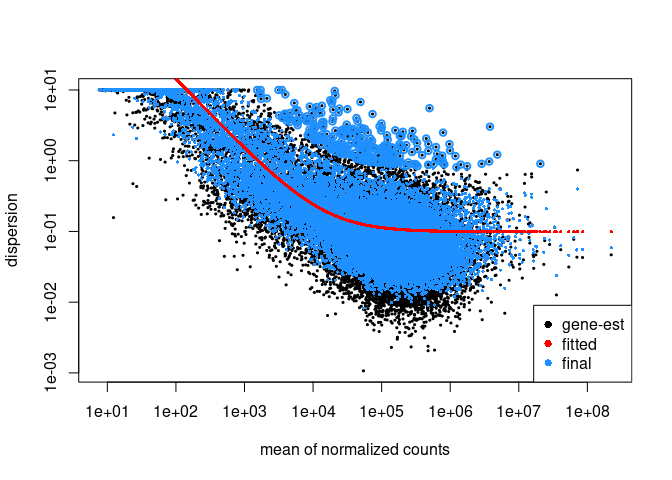 1e+01
1e+00
1e-01
1e-02
1e-03
dispersion
gene-est
fitted
final
1e+01 1e+02 1e+03 1e+04 1e+05 1e+06 1e+07 1e+08
mean of normalized counts